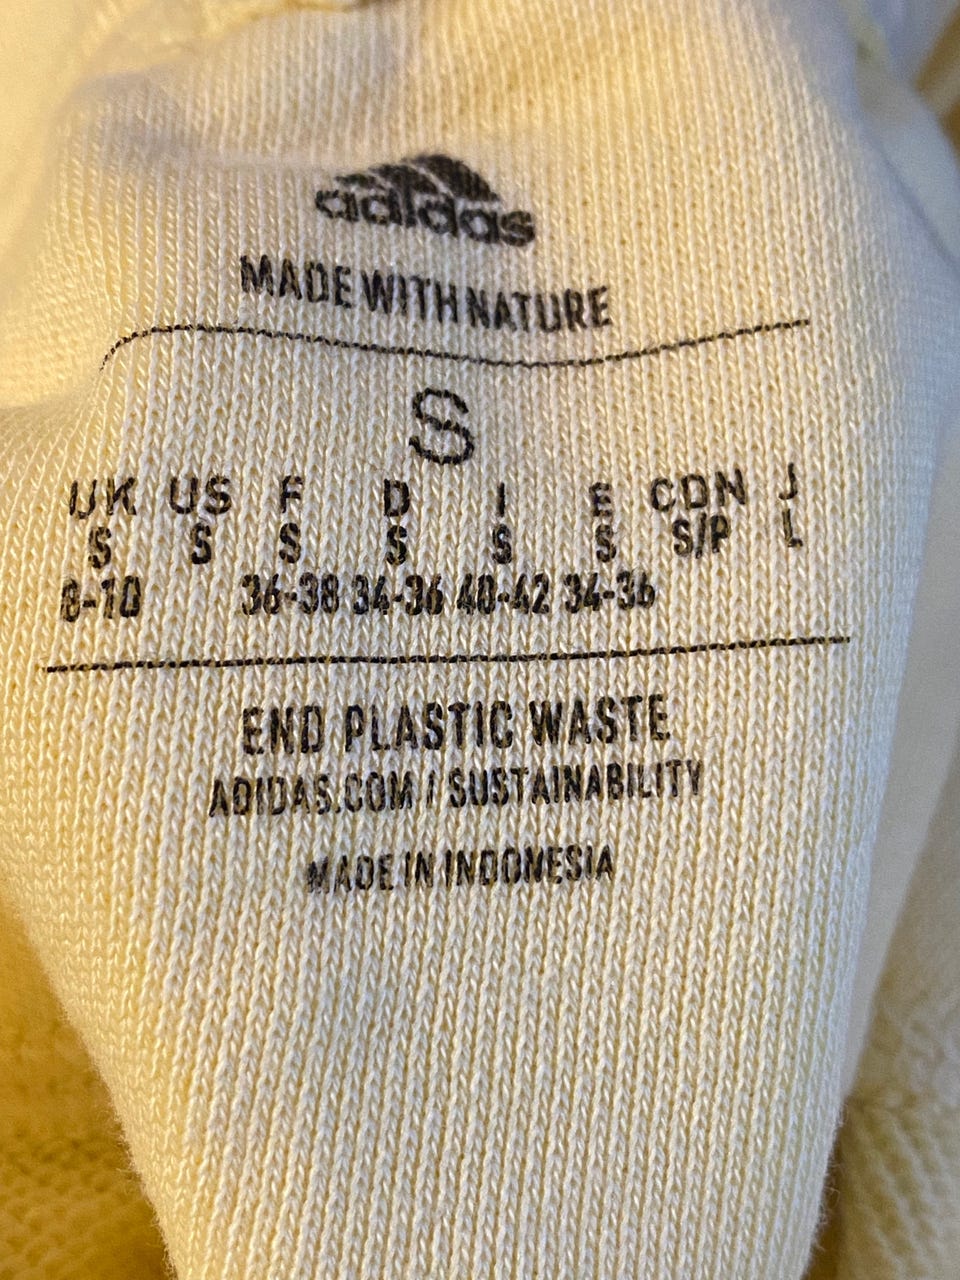 adidas
MADE WITH NATURE
S
UK US F D I E CDN J
S S S S S S S/P L
8-10 36-38 34-36 40-42 34-36
END PLASTIC WASTE
ADIDAS.COM / SUSTAINABILITY
MADE IN INDONESIA